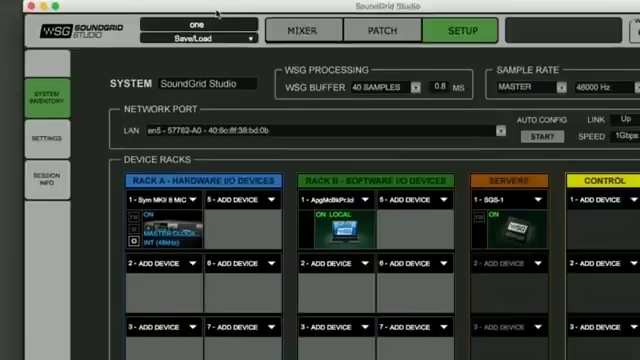 SoundGrid Studio
WSG SOUNDGRID STUDIO
one
Save/Load
MIXER
PATCH
SETUP
SYSTEM INVENTORY
SETTINGS
SESSION INFO
SYSTEM SoundGrid Studio
WSG PROCESSING
WSG BUFFER 40 SAMPLES 0.8 MS
SAMPLE RATE
MASTER 48000 Hz
NETWORK PORT
LAN
AUTO CONFIG
START?
LINK Up
SPEED 1Gbps
DEVICE RACKS
RACK A - HARDWARE I/O DEVICES
RACK B - SOFTWARE I/O DEVICES
SERVERS
CONTROL
1 - Sym MKii 8 MiC
5 - ADD DEVICE
1 - ApgMcBkPr.lcl
5 - ADD DEVICE
1 - SGS-1
1 - ADD
ON
MASTER CLOCK
INT (48kHz)
ON LOCAL
WSG
ON
2 - ADD DEVICE
6 - ADD DEVICE
2 - ADD DEVICE
6 - ADD DEVICE
2 - ADD DEVICE
2 - ADD
3 - ADD DEVICE
7 - ADD DEVICE
3 - ADD DEVICE
7 - ADD DEVICE
3 - ADD DEVICE
3 - ADD